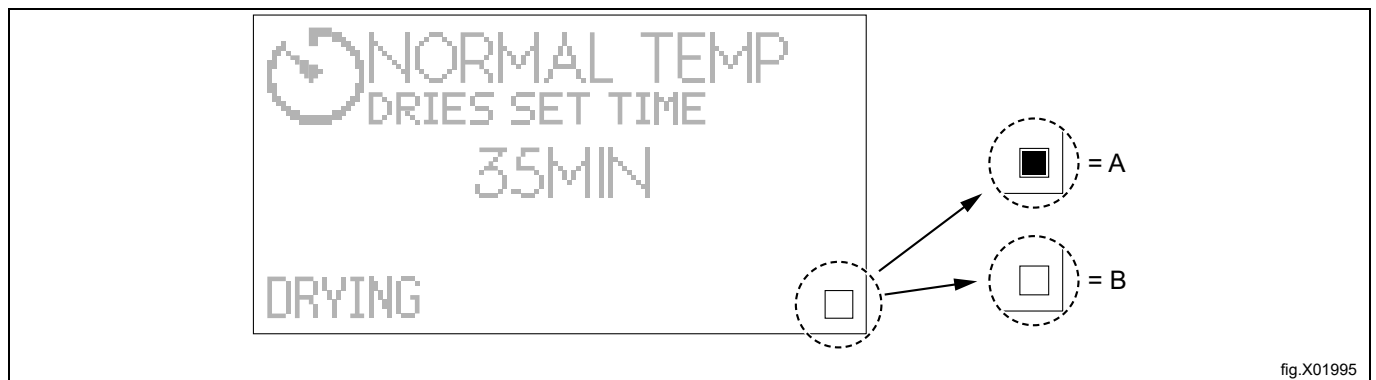 NORMAL TEMP
DRIES SET TIME
35MIN
DRYING
= A
= B
fig.X01995